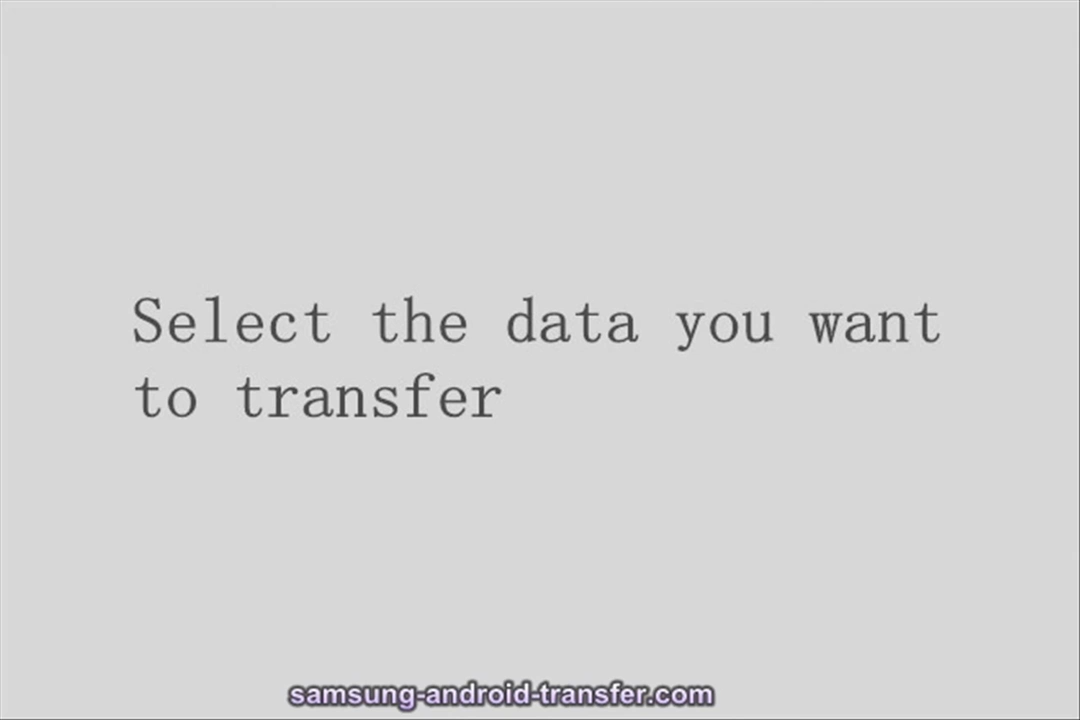 Select the data you want
to transfer
samsung-android-transfer.com